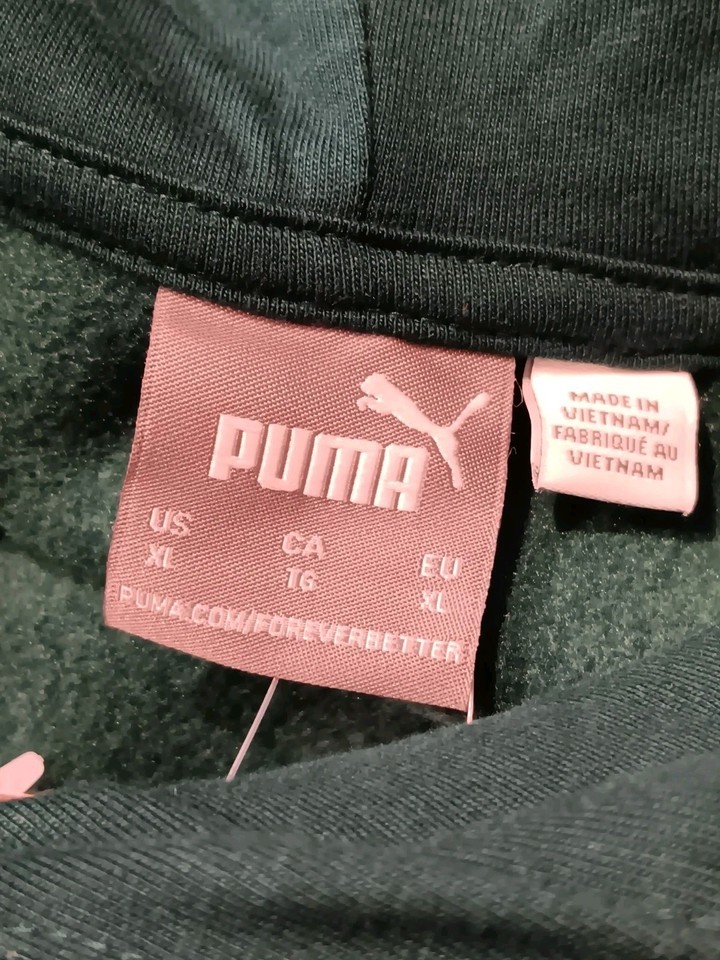 PUMA
US CA EU
XL TG XL
PUMA.COM/FOREVERBETTER
MADE IN
VIETNAM/
FABRIQUÉ AU
VIETNAM